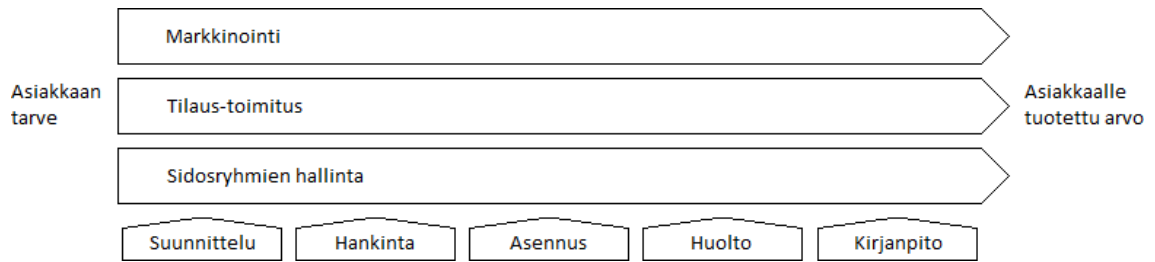 Markkinointi
Asiakkaan
tarve
Tilaus-toimitus
Asiakkaalle
tuotettu arvo
Sidosryhmien hallinta
Suunnittelu
Hankinta
Asennus
Huolto
Kirjanpito